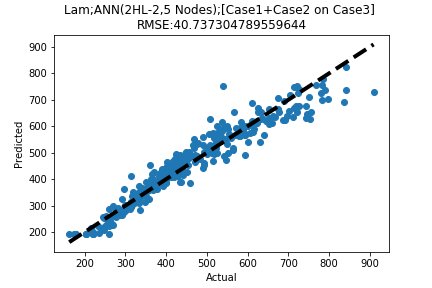 Lam;ANN(2HL-2,5 Nodes);[Case1+Case2 on Case3]
RMSE:40.737304789559644
900
800
700
600
500
400
300
200
Predicted
200 300 400 500 600 700 800 900
Actual